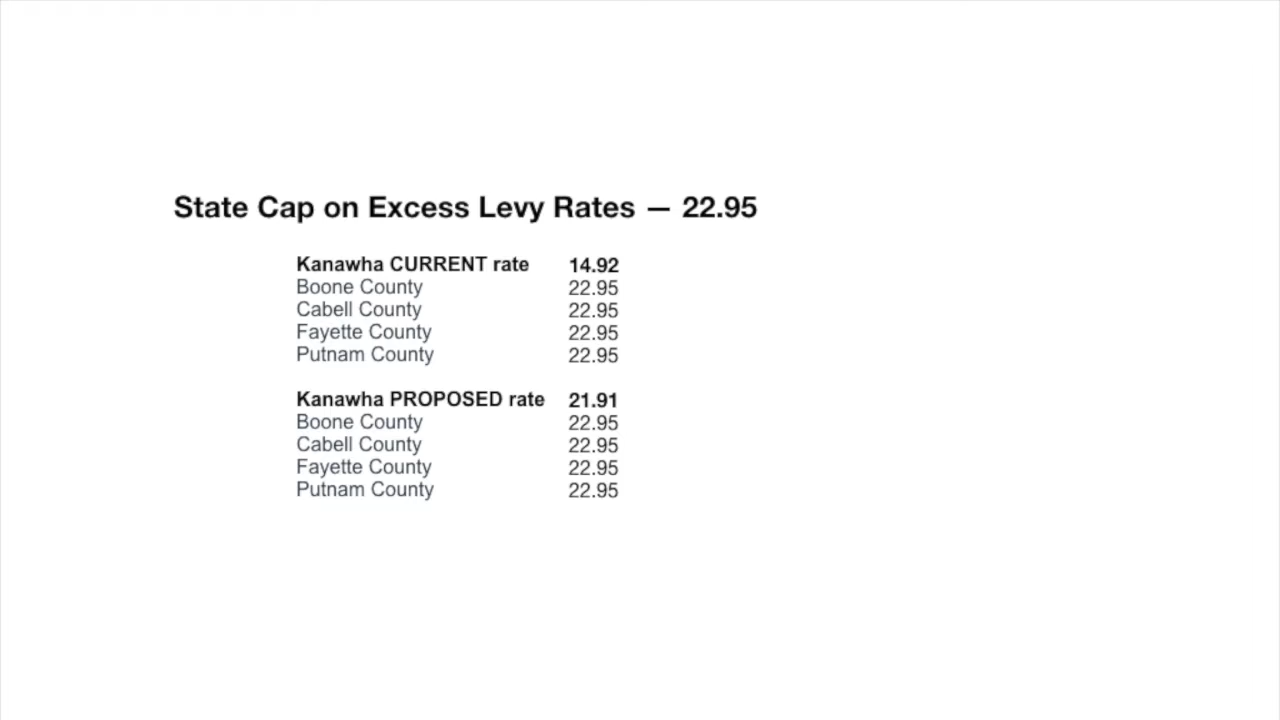 State Cap on Excess Levy Rates — 22.95
Kanawha CURRENT rate 14.92
Boone County 22.95
Cabell County 22.95
Fayette County 22.95
Putnam County 22.95
Kanawha PROPOSED rate 21.91
Boone County 22.95
Cabell County 22.95
Fayette County 22.95
Putnam County 22.95